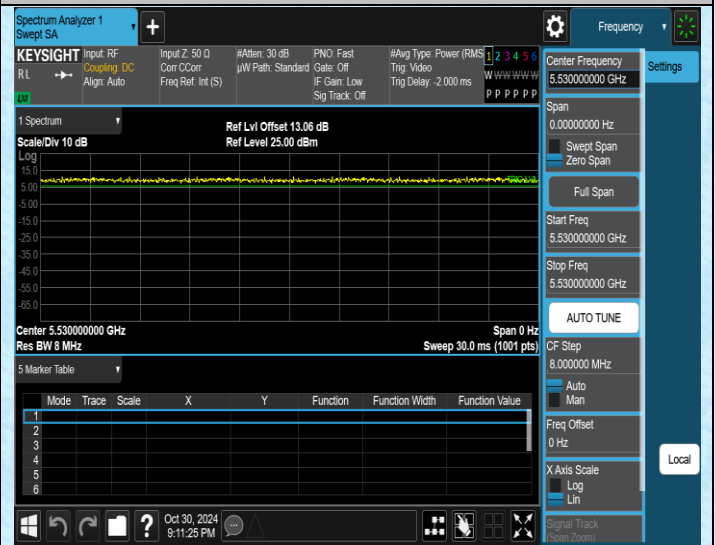 Spectrum Analyzer 1
Swept SA
Frequency
KEYSIGHT
RL
LXI
Input: RF
Coupling: DC
Align: Auto
Input Z: 50 Ω
Corr CCorr
Freq Ref: Int (S)
#Atten: 30 dB
µW Path: Standard
PNO: Fast
Gate: Off
IF Gain: Low
Sig Track: Off
#Avg Type: Power (RMS
Trig: Video
Trig Delay: -2.000 ms
1 2 3 4 5 6
W W W W W W
P P P P P P
1 Spectrum
Scale/Div 10 dB
Ref Lvl Offset 13.06 dB
Ref Level 25.00 dBm
Log
15.0
5.00
-5.00
-15.0
-25.0
-35.0
-45.0
-55.0
-65.0
TRIG LVL
Center 5.530000000 GHz
Span 0 Hz
Res BW 8 MHz
Sweep 30.0 ms (1001 pts)
5 Marker Table
Mode Trace Scale X Y Function Function Width Function Value
1
2
3
4
5
6
Oct 30, 2024
9:11:25 PM
Center Frequency
5.530000000 GHz
Settings
Span
0.00000000 Hz
Swept Span
Zero Span
Full Span
Start Freq
5.530000000 GHz
Stop Freq
5.530000000 GHz
AUTO TUNE
CF Step
8.000000 MHz
Auto
Man
Freq Offset
0 Hz
X Axis Scale
Log
Lin
Signal Track
(Span Zoom)
Local